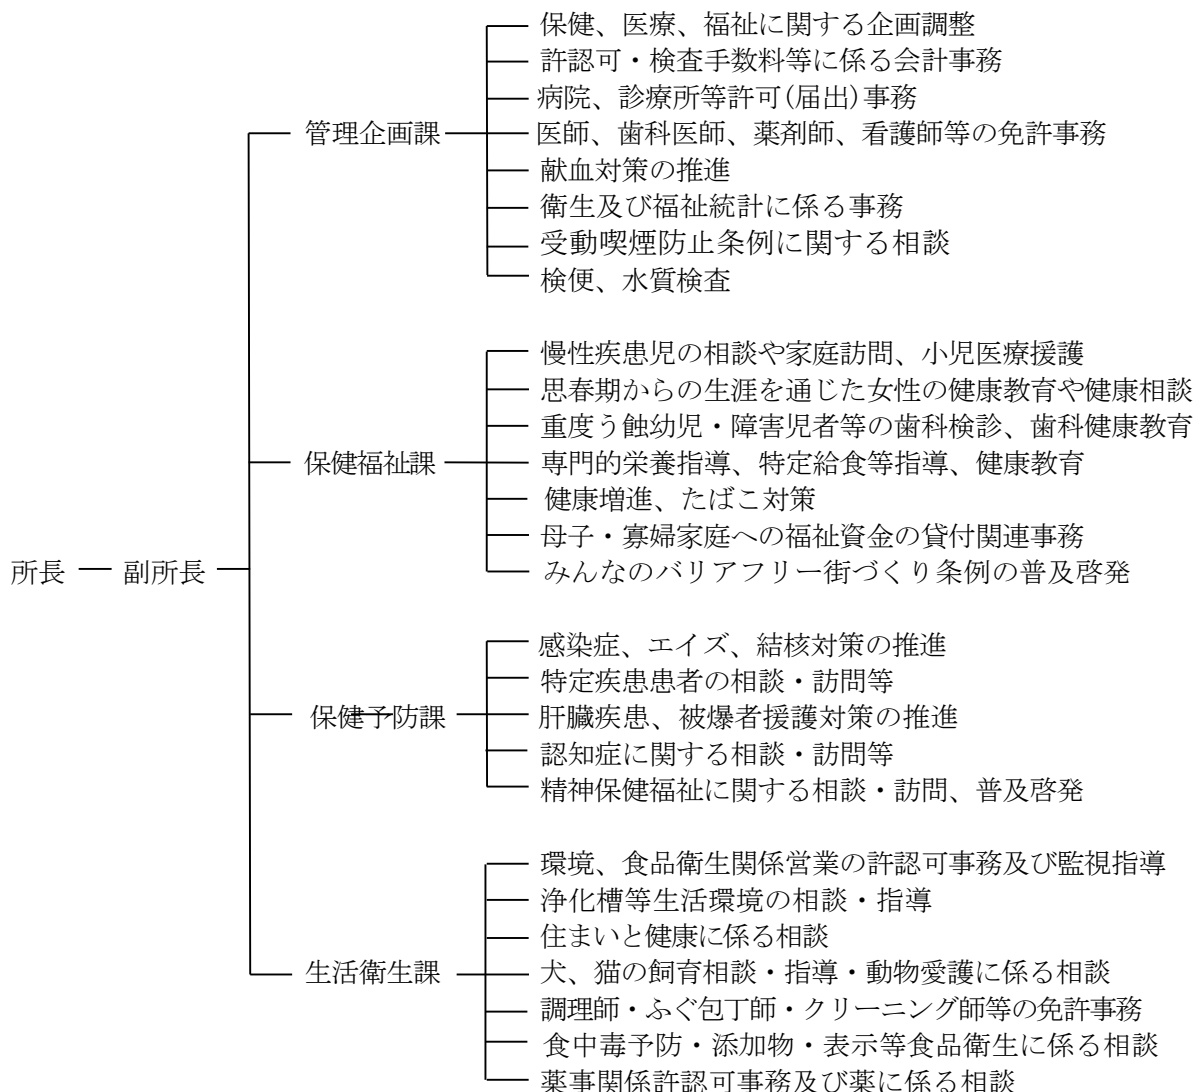 所長
副所長
管理企画課
保健、医療、福祉に関する企画調整
許認可・検査手数料等に係る会計事務
病院、診療所等許可(届出)事務
医師、歯科医師、薬剤師、看護師等の免許事務
献血対策の推進
衛生及び福祉統計に係る事務
受動喫煙防止条例に関する相談
検便、水質検査
保健福祉課
慢性疾患児の相談や家庭訪問、小児医療援護
思春期からの生涯を通じた女性の健康教育や健康相談
重度う蝕幼児・障害児者等の歯科検診、歯科健康教育
専門的栄養指導、特定給食等指導、健康教育
健康増進、たばこ対策
母子・寡婦家庭への福祉資金の貸付関連事務
みんなのバリアフリー街づくり条例の普及啓発
保健予防課
感染症、エイズ、結核対策の推進
特定疾患患者の相談・訪問等
肝臓疾患、被爆者援護対策の推進
認知症に関する相談・訪問等
精神保健福祉に関する相談・訪問、普及啓発
生活衛生課
環境、食品衛生関係営業の許認可事務及び監視指導
浄化槽等生活環境の相談・指導
住まいと健康に係る相談
犬、猫の飼育相談・指導・動物愛護に係る相談
調理師・ふぐ包丁師・クリーニング師等の免許事務
食中毒予防・添加物・表示等食品衛生に係る相談
薬事関係許認可事務及び薬に係る相談